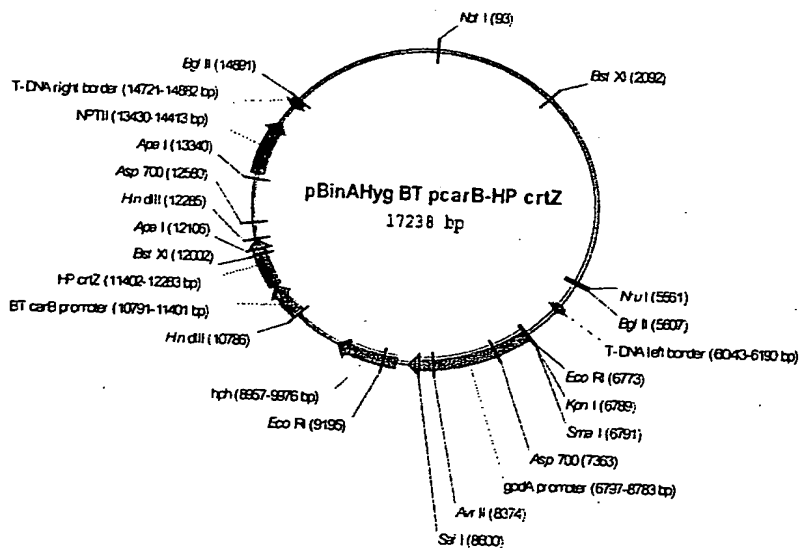 Not I (93)
Bgl II (14891)
Bst XI (2092)
T-DNA right border (14721-14882 bp)
NPTII (13430-14413 bp)
Apa I (13340)
Asp 700 (12560)
Hin dIII (12285)
Apa I (12106)
Bst XI (12002)
HP crtZ (11402-12283 bp)
BT carB promoter (10791-11401 bp)
Hin dIII (10786)
pBinAHyg BT pcarB-HP crtZ
17238 bp
Nru I (5561)
Bgl II (5607)
T-DNA left border (6043-6190 bp)
Eco RI (6773)
Kpn I (6789)
Sma I (6791)
hph (8957-9976 bp)
Eco RI (9195)
Asp 700 (7363)
gpdA promoter (6797-8783 bp)
Avr II (8374)
Sal I (8600)